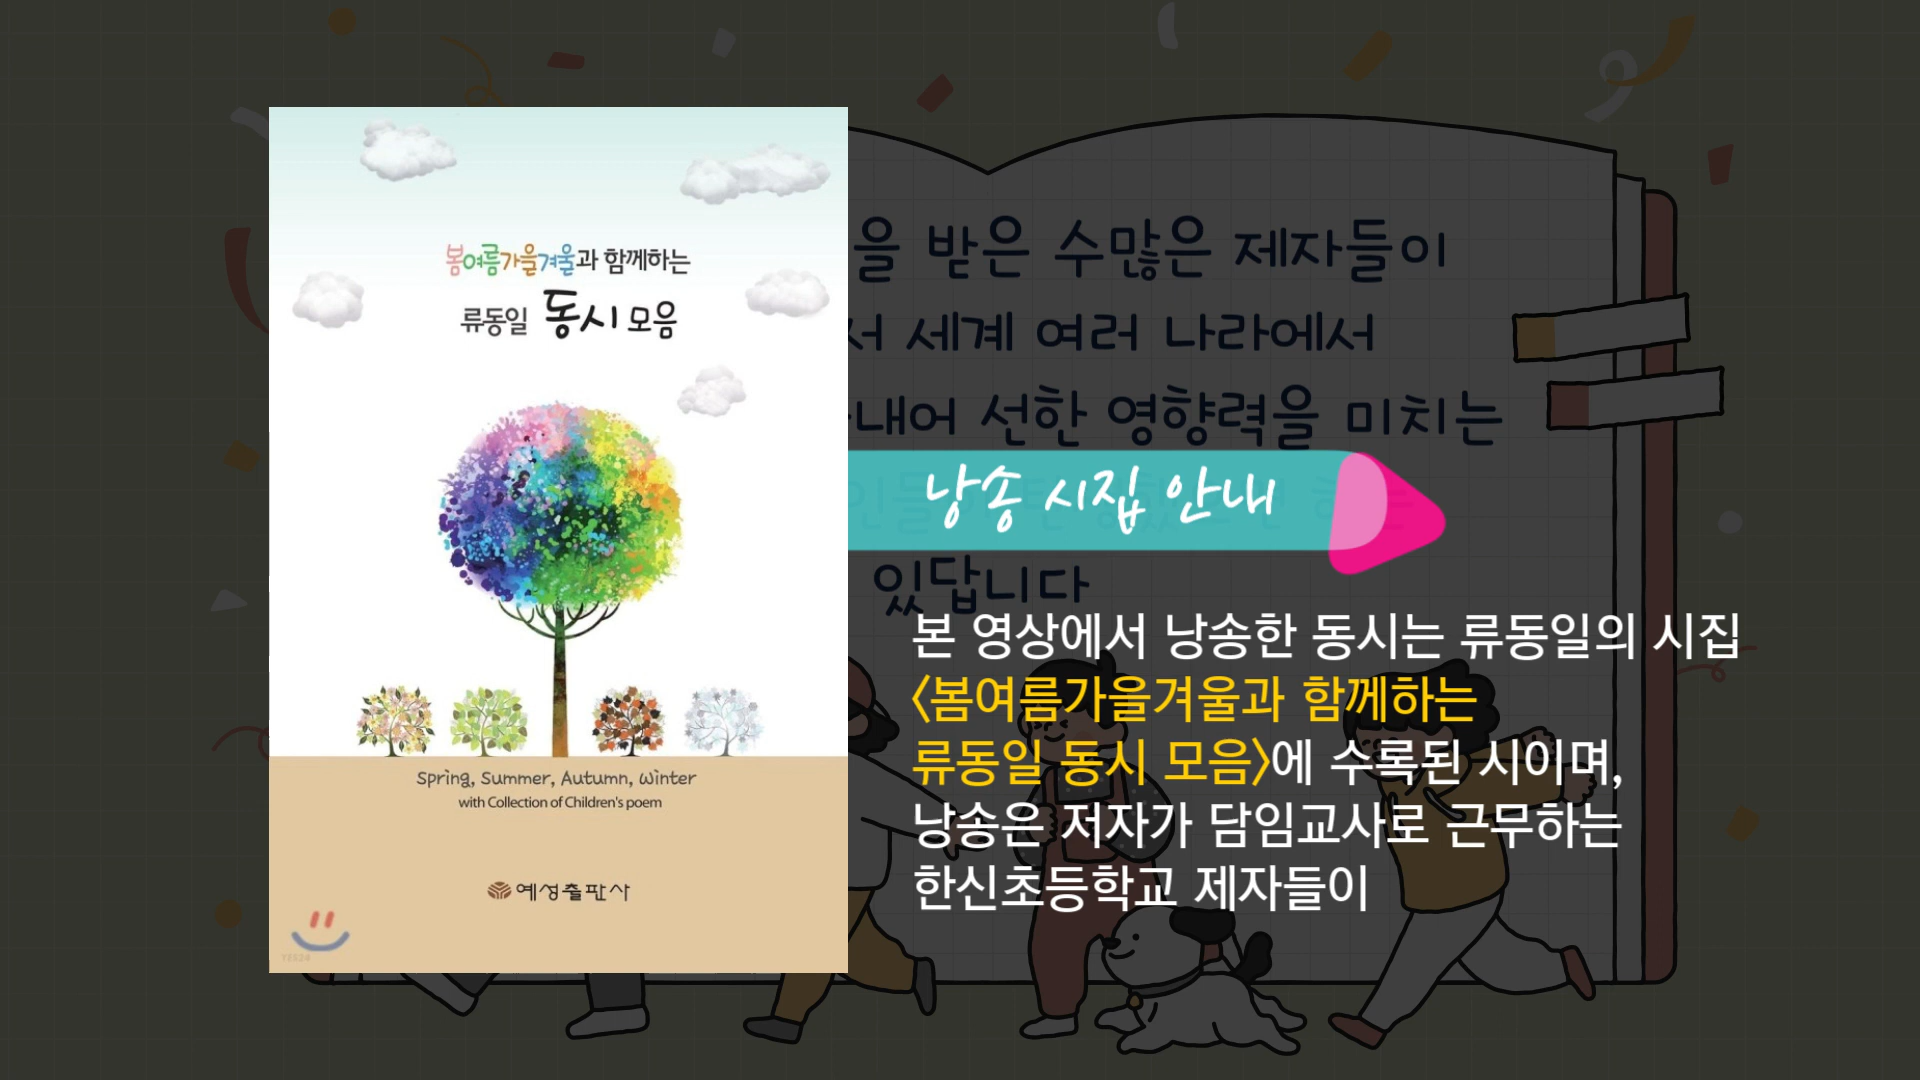 봄여름가을겨울과 함께하는
류동일 동시 모음
Spring, Summer, Autumn, Winter
with Collection of Children's poem
예성출판사
YES24
을 받은 수많은 제자들이
서 세계 여러 나라에서
내어 선한 영향력을 미치는
있답니다
낭송 시집 안내
본 영상에서 낭송한 동시는 류동일의 시집
<봄여름가을겨울과 함께하는
류동일 동시 모음>에 수록된 시이며,
낭송은 저자가 담임교사로 근무하는
한신초등학교 제자들이